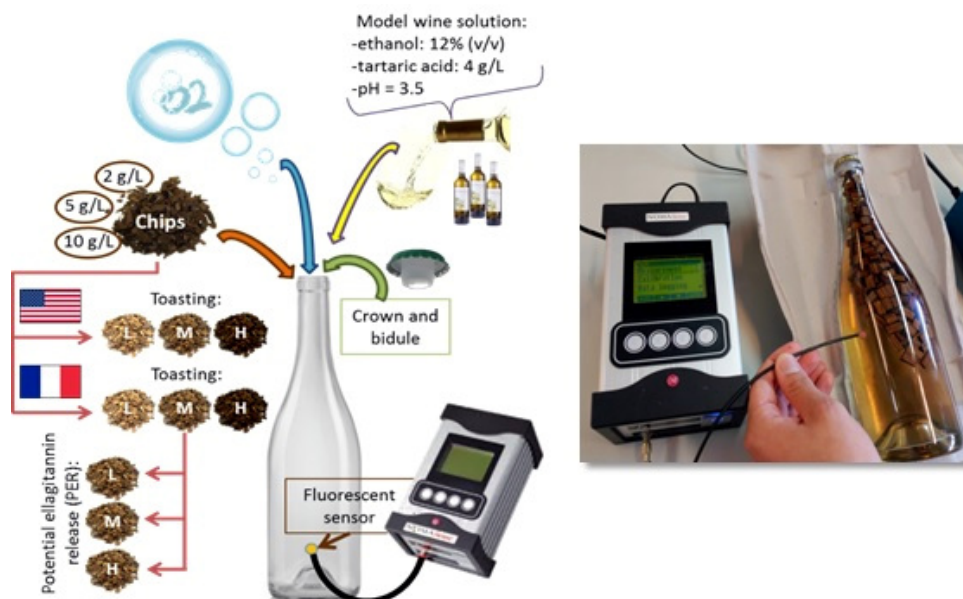 Model wine solution:
-ethanol: 12% (v/v)
-tartaric acid: 4 g/L
-pH = 3.5
O2
2 g/L
5 g/L
10 g/L
Chips
Toasting:
L
M
H
Crown and
bidule
Toasting:
L
M
H
Potential ellagitannin
release (PER):
L
M
H
Fluorescent
sensor